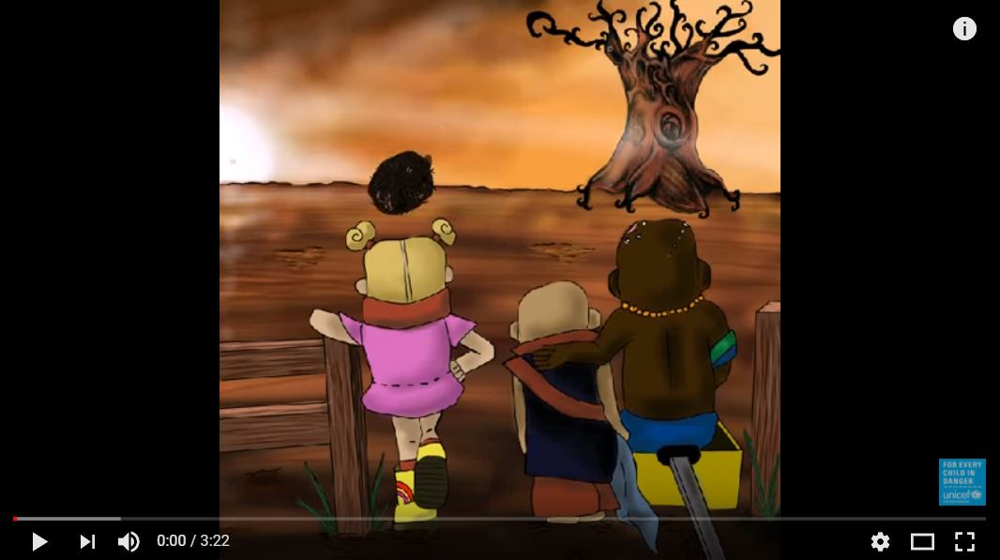 FOR EVERY
CHILD IN
DANGER
unicef
0:00 / 3:22